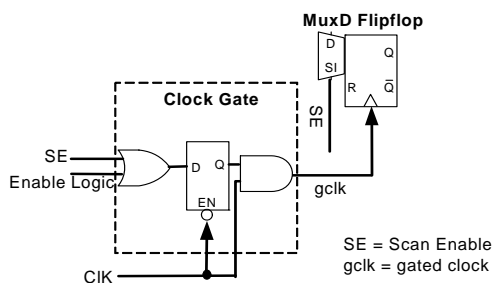 MuxD Flipflop
D
SI
Q
R
Q
SE
Clock Gate
SE
Enable Logic
D
Q
EN
gclk
ClK
SE = Scan Enable
gclk = gated clock